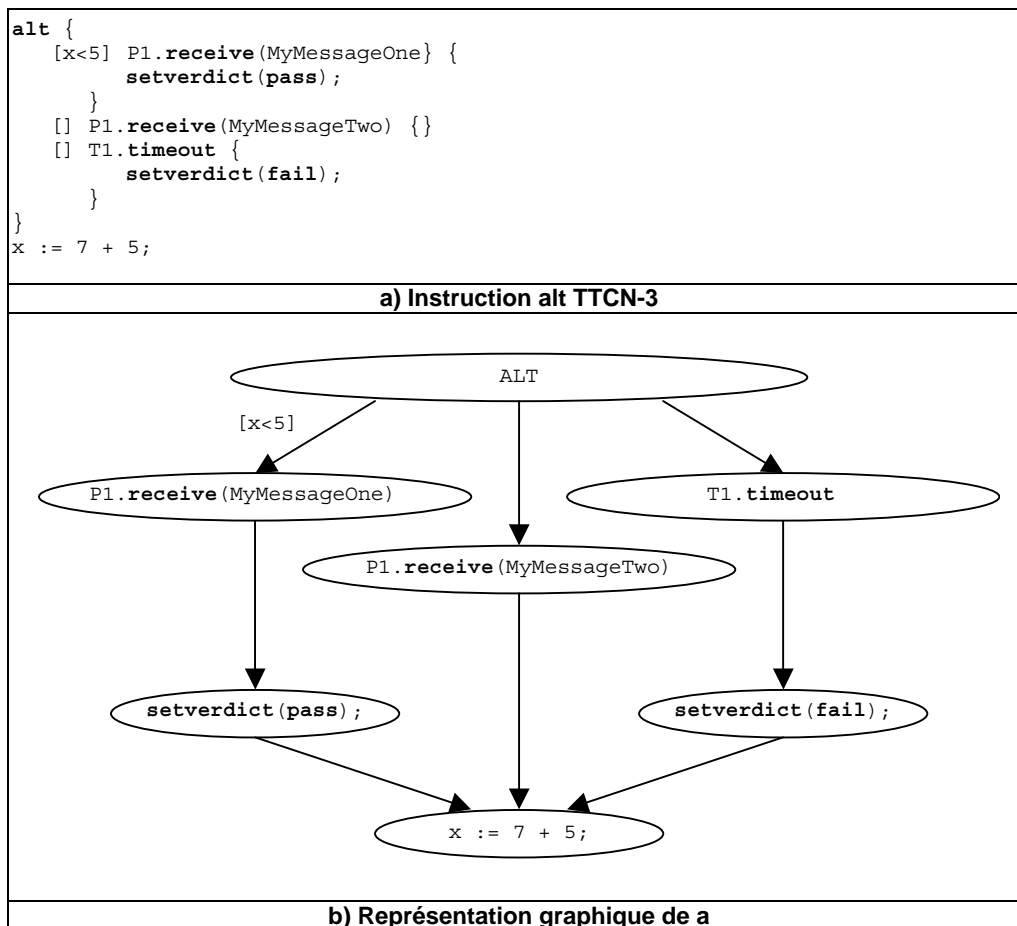 alt {
[x<5] P1.receive(MyMessageOne} {
setverdict(pass);
}
[] P1.receive(MyMessageTwo) {}
[] T1.timeout {
setverdict(fail);
}
}
x := 7 + 5;
a) Instruction alt TTCN-3
ALT
[x<5]
P1.receive(MyMessageOne)
T1.timeout
P1.receive(MyMessageTwo)
setverdict(pass);
setverdict(fail);
x := 7 + 5;
b) Représentation graphique de a